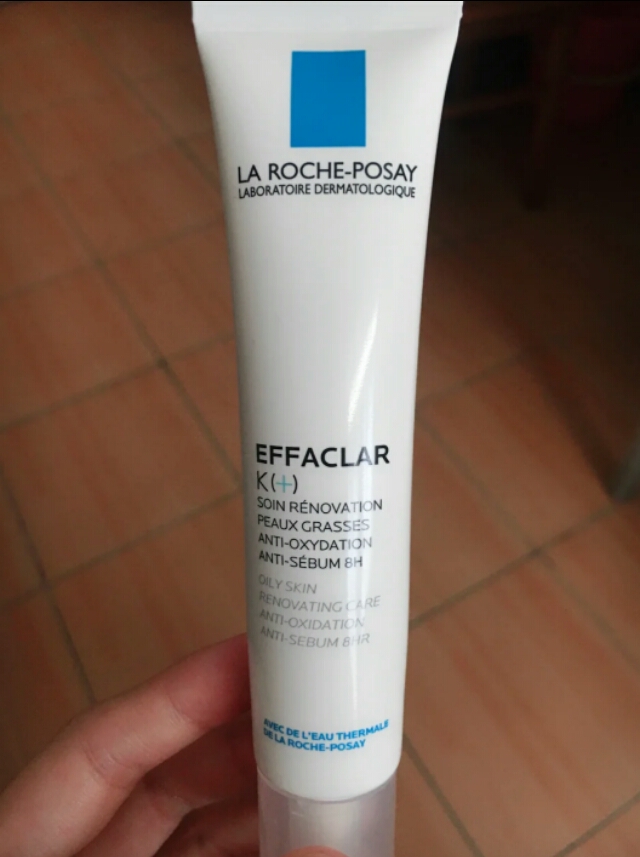 LA ROCHE-POSAY
LABORATOIRE DERMATOLOGIQUE
EFFACLAR
K(+)
SOIN RÉNOVATION
PEAUX GRASSES
ANTI-OXYDATION
ANTI-SÉBUM 8H
OILY SKIN
RENOVATING CARE
ANTI-OXIDATION
ANTI-SEBUM 8HR
AVEC DE L'EAU THERMALE
DE LA ROCHE-POSAY